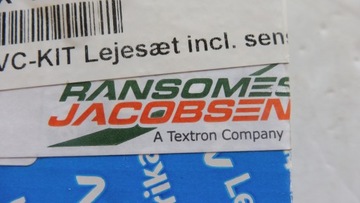 VC-KIT Lejesæt incl. sens
RANSOMES
JACOBSEN
A Textron Company